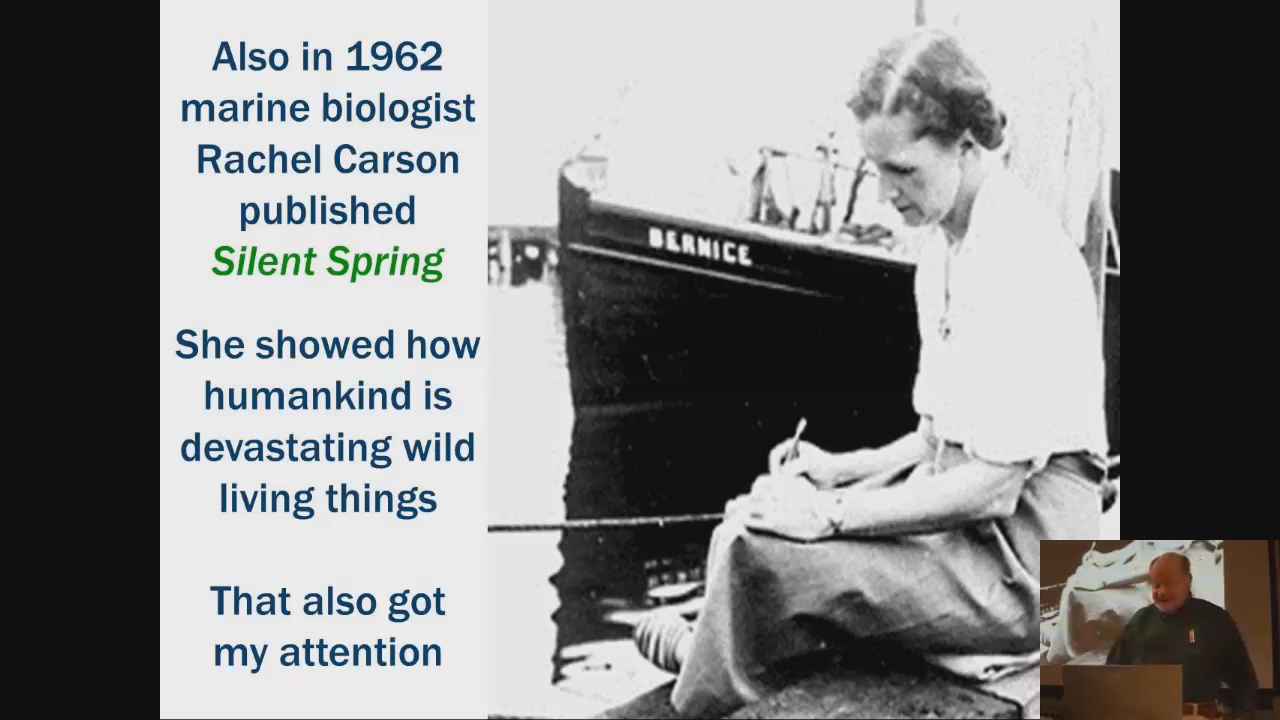 Also in 1962
marine biologist
Rachel Carson
published
Silent Spring
She showed how
humankind is
devastating wild
living things
That also got
my attention
BERNICE